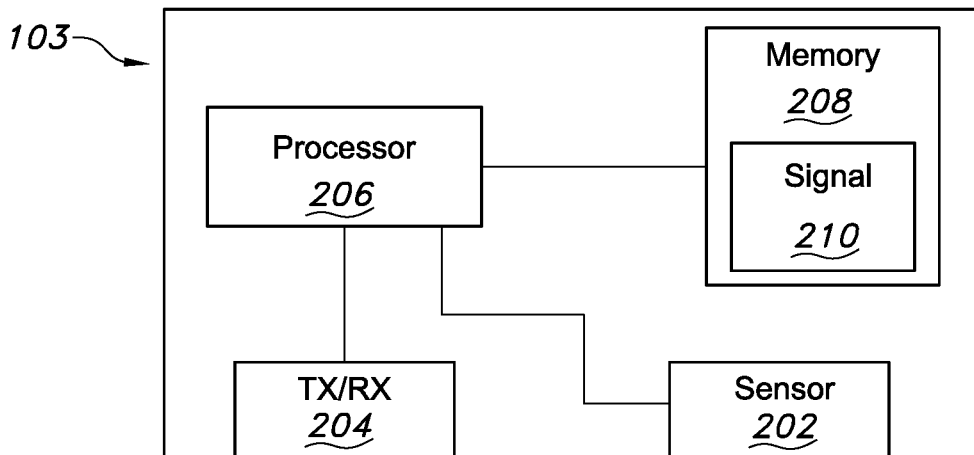 103
Memory
208
Processor
206
Signal
210
TX/RX
204
Sensor
202